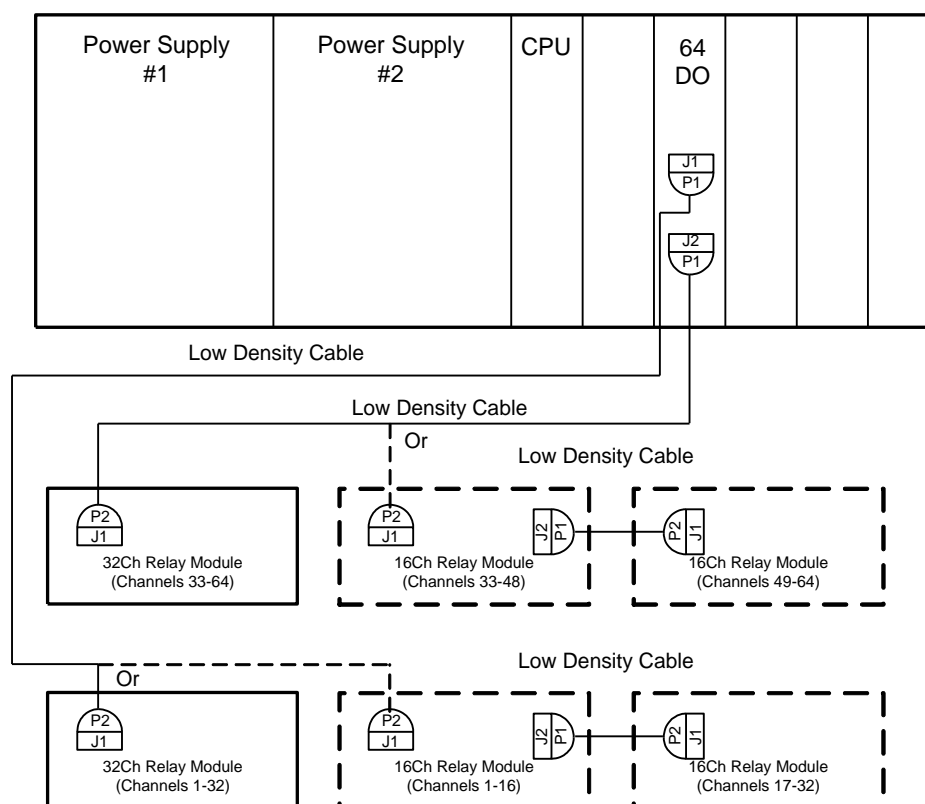 Power Supply
#1
Power Supply
#2
CPU
64
DO
J1
P1
J2
P1
Low Density Cable
Low Density Cable
Or
Low Density Cable
P2
J1
32Ch Relay Module
(Channels 33-64)
P2
J1
J2
P1
16Ch Relay Module
(Channels 33-48)
P2
J1
16Ch Relay Module
(Channels 49-64)
Low Density Cable
Or
P2
J1
32Ch Relay Module
(Channels 1-32)
P2
J1
J2
P1
16Ch Relay Module
(Channels 1-16)
P2
J1
16Ch Relay Module
(Channels 17-32)